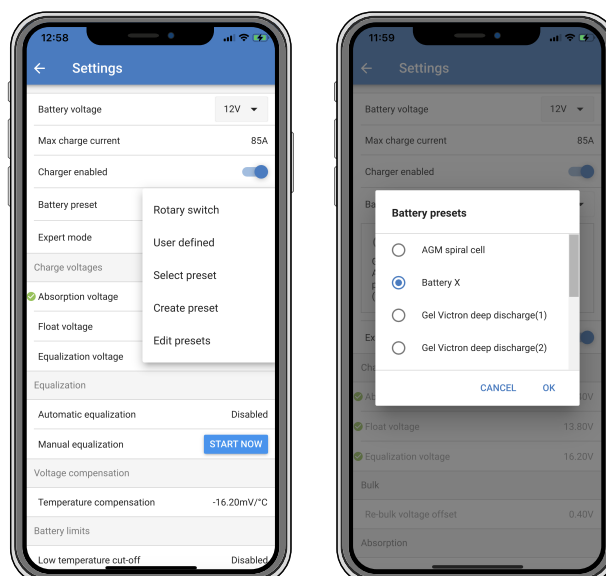 12:58
Settings
Battery voltage 12V
Max charge current 85A
Charger enabled
Battery preset
Expert mode
Rotary switch
User defined
Select preset
Create preset
Edit presets
Charge voltages
Absorption voltage
Float voltage
Equalization voltage
Equalization
Automatic equalization Disabled
Manual equalization START NOW
Voltage compensation
Temperature compensation -16.20mV/°C
Battery limits
Low temperature cut-off Disabled
11:59
Settings
Battery voltage 12V
Max charge current 85A
Charger enabled
Ba
Battery presets
AGM spiral cell
Battery X
Gel Victron deep discharge(1)
Gel Victron deep discharge(2)
CANCEL OK
Ex
Ch
Ab
Float voltage 13.80V
Equalization voltage 16.20V
Bulk
Re-bulk voltage offset 0.40V
Absorption